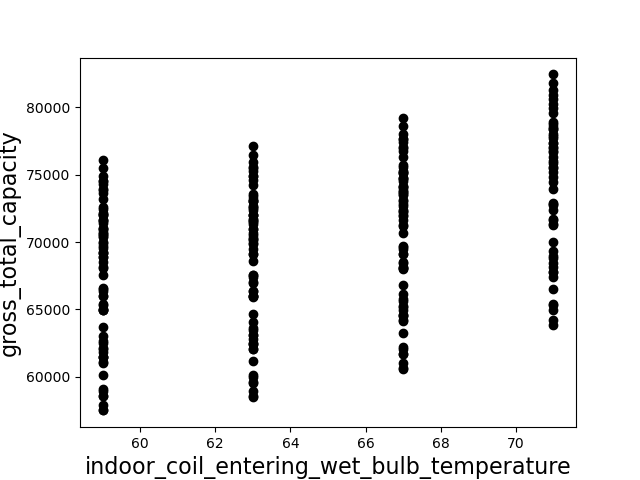 80000
75000
70000
65000
60000
gross_total_capacity
60 62 64 66 68 70
indoor_coil_entering_wet_bulb_temperature